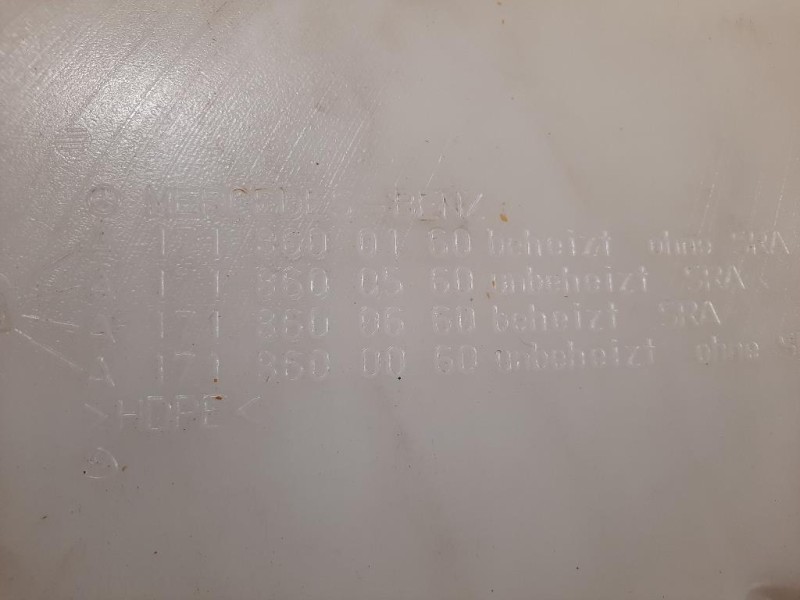 MERCEDES-BENZ
171 860 01 60 beheizt ohne SRA
A 171 860 05 60 unbeheizt SRA
A 171 860 06 60 beheizt SRA
A 171 860 00 60 unbeheizt ohne
>HDPE<